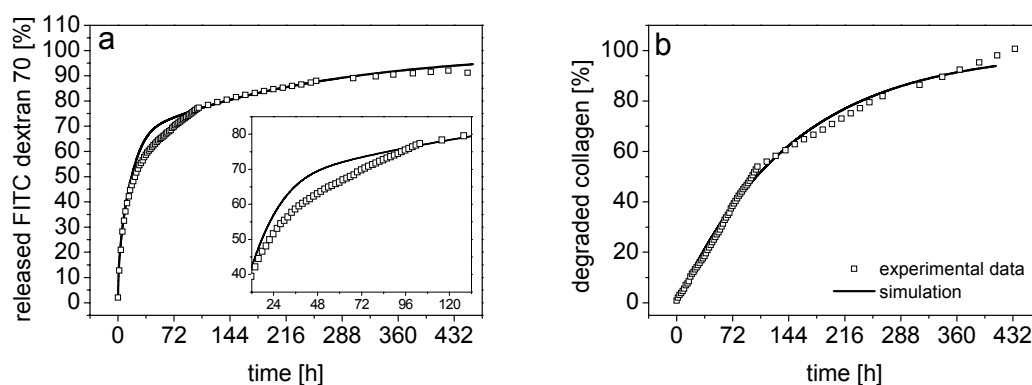 a
released FITC dextran 70 [%]
110
100
90
80
70
60
50
40
30
20
10
0
0 72 144 216 288 360 432
time [h]
80
70
60
50
40
24 48 72 96 120
b
degraded collagen [%]
100
80
60
40
20
0
0 72 144 216 288 360 432
time [h]
experimental data
simulation